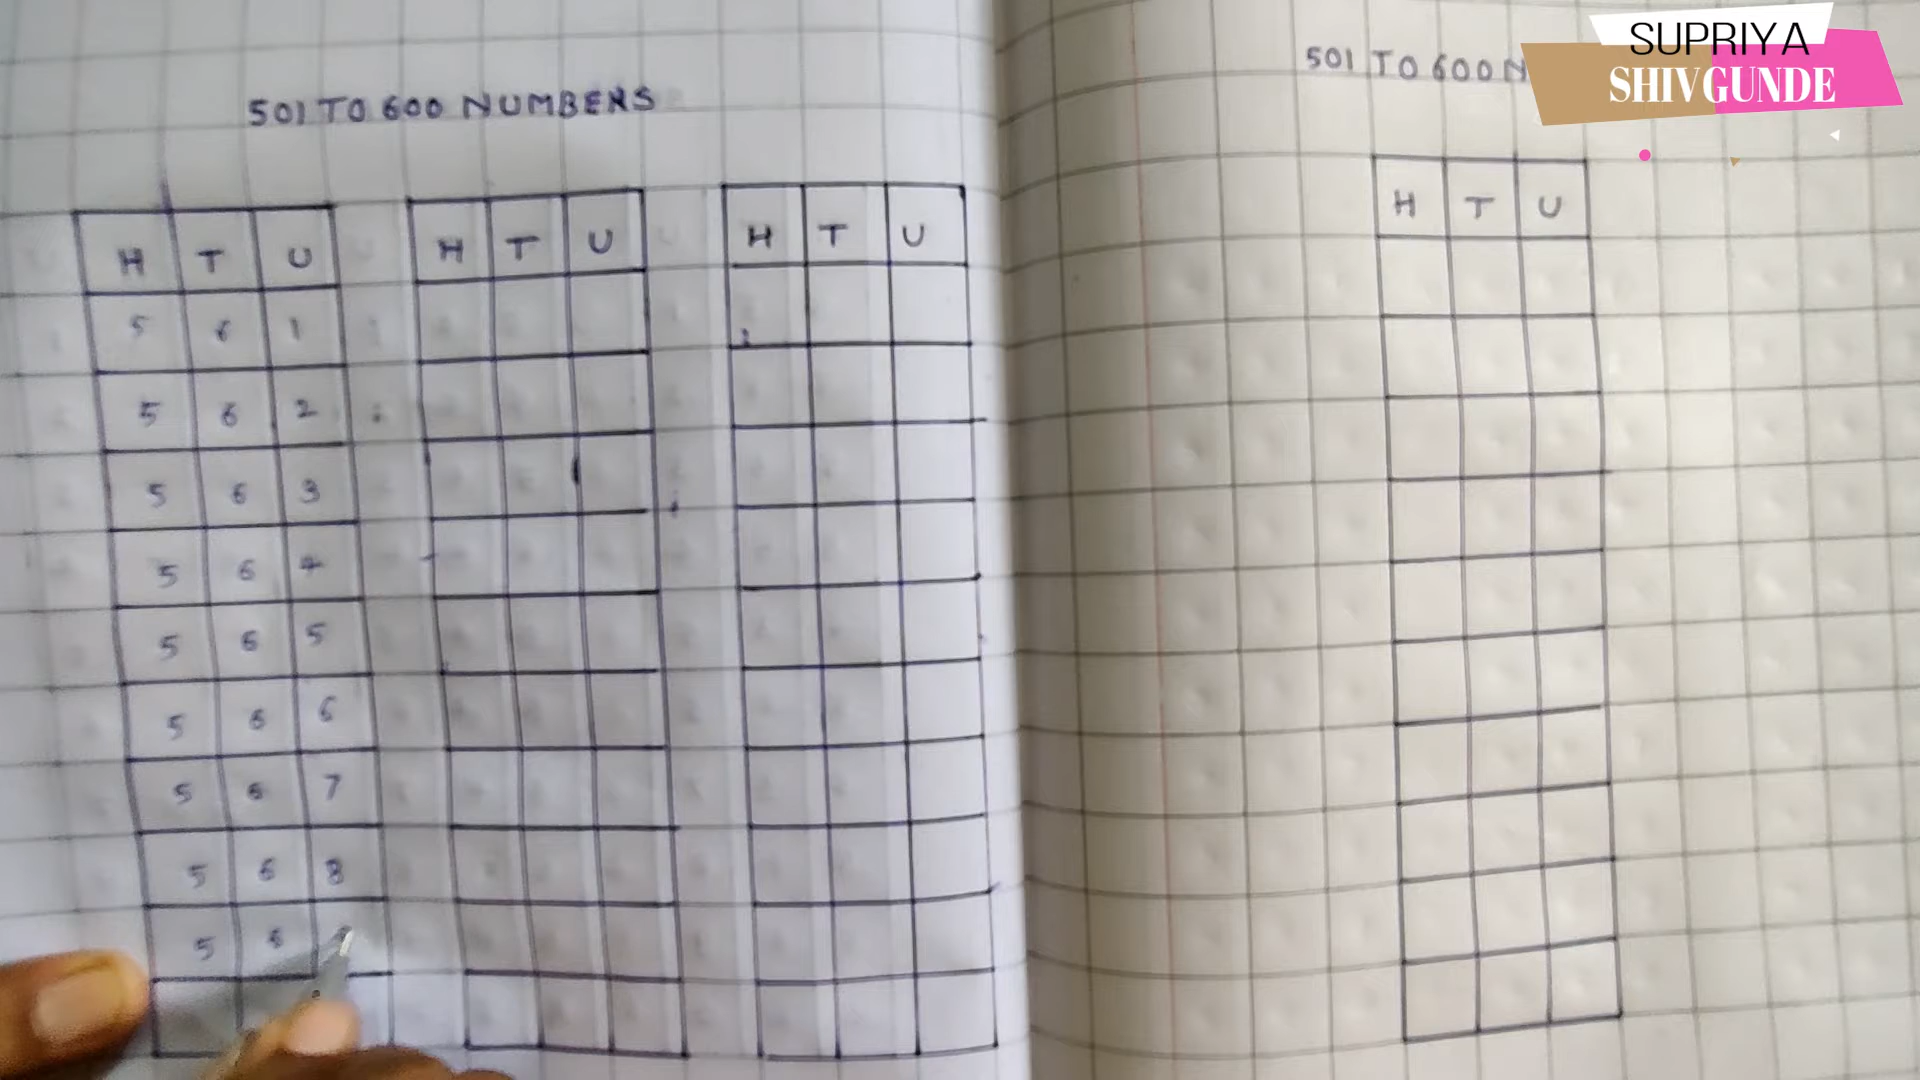 501 TO 600 NUMBERS
H T U
5 6 1
5 6 2
5 6 3
5 6 4
5 6 5
5 6 6
5 6 7
5 6 8
5 6
H T U
H T U
501 TO 600 N
H T U
SUPRIYA
SHIVGUNDE